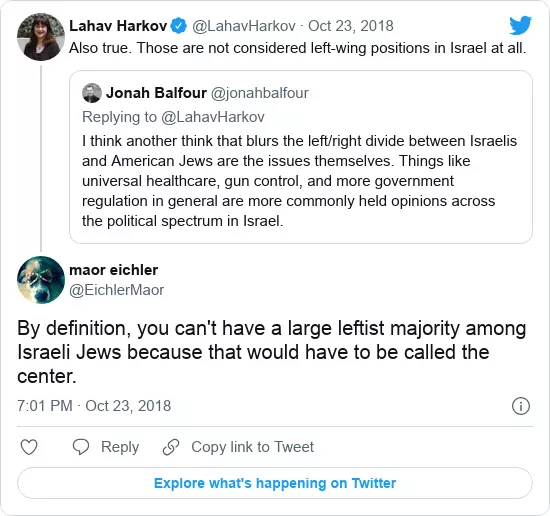 Lahav Harkov @LahavHarkov · Oct 23, 2018
Also true. Those are not considered left-wing positions in Israel at all.
Jonah Balfour @jonahbalfour
Replying to @LahavHarkov
I think another think that blurs the left/right divide between Israelis
and American Jews are the issues themselves. Things like
universal healthcare, gun control, and more government
regulation in general are more commonly held opinions across
the political spectrum in Israel.
maor eichler
@EichlerMaor
By definition, you can't have a large leftist majority among
Israeli Jews because that would have to be called the
center.
7:01 PM · Oct 23, 2018
Reply Copy link to Tweet
Explore what's happening on Twitter